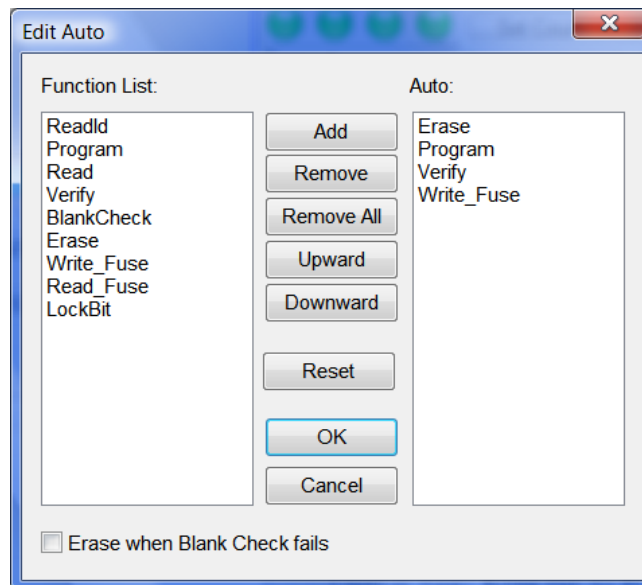 Edit Auto
Function List:
Auto:
ReadId
Program
Read
Verify
BlankCheck
Erase
Write_Fuse
Read_Fuse
LockBit
Add
Remove
Remove All
Upward
Downward
Reset
OK
Cancel
Erase
Program
Verify
Write_Fuse
Erase when Blank Check fails